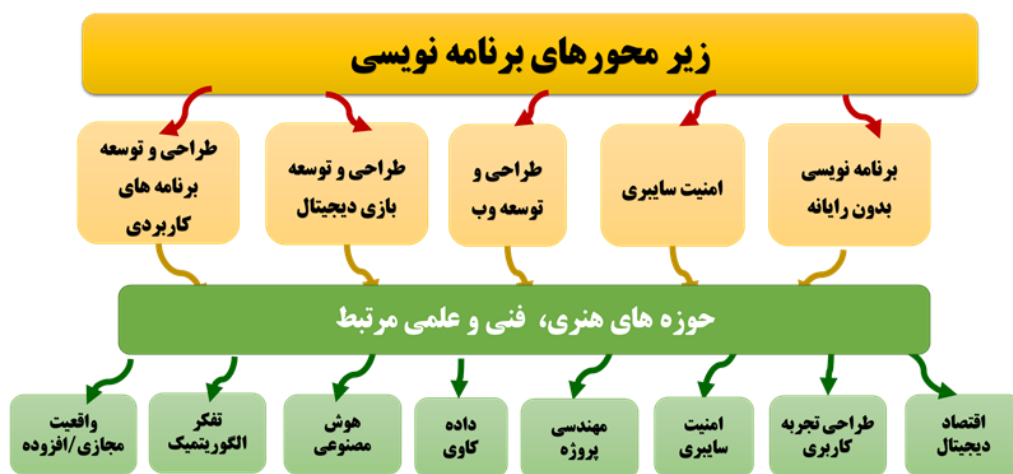 زیر محورهای برنامه نویسی
برنامه نویسی
بدون رایانه
امنیت سایبری
طراحی و
توسعه وب
طراحی و توسعه
بازی دیجیتال
طراحی و توسعه
برنامه های
کاربردی
حوزه های هنری، فنی و علمی مرتبط
اقتصاد
دیجیتال
طراحی تجربه
کاربری
امنیت
سایبری
مهندسی
پروژه
داده
کاوی
هوش
مصنوعی
تفکر
الگوریتمیک
واقعیت
مجازی/افزوده